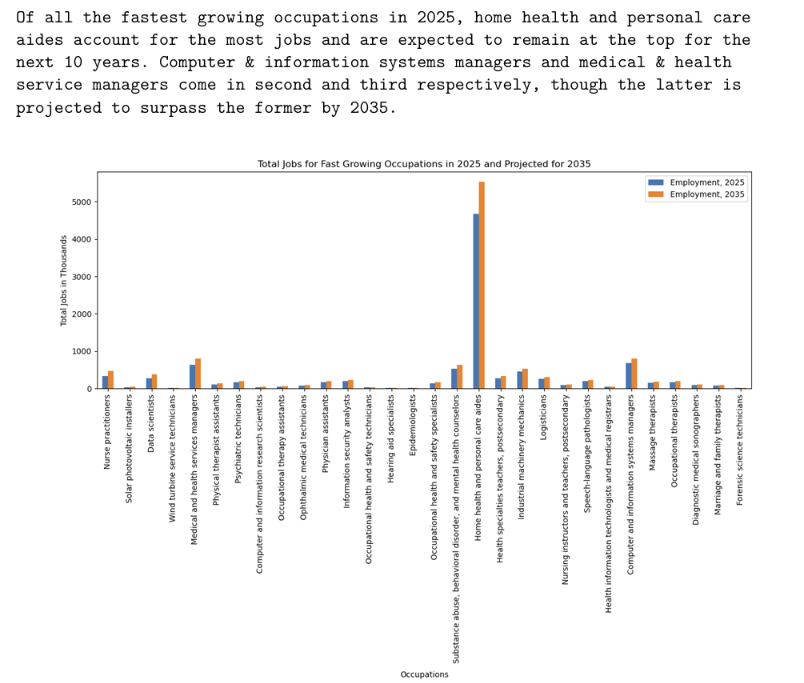 Of all the fastest growing occupations in 2025, home health and personal care
aides account for the most jobs and are expected to remain at the top for the
next 10 years. Computer & information systems managers and medical & health
service managers come in second and third respectively, though the latter is
projected to surpass the former by 2035.
Total Jobs for Fast Growing Occupations in 2025 and Projected for 2035
Employment, 2025
Employment, 2035
Total Jobs in Thousands
5000
4000
3000
2000
1000
0
Nurse practitioners
Solar photovoltaic installers
Data scientists
Wind turbine service technicians
Medical and health services managers
Physical therapist assistants
Psychiatric technicians
Computer and information research scientists
Occupational therapy assistants
Ophthalmic medical technicians
Physician assistants
Information security analysts
Occupational health and safety technicians
Hearing aid specialists
Epidemiologists
Occupational health and safety specialists
Substance abuse, behavioral disorder, and mental health counselors
Home health and personal care aides
Health specialties teachers, postsecondary
Industrial machinery mechanics
Logisticians
Nursing instructors and teachers, postsecondary
Speech-language pathologists
Health information technologists and medical registrars
Computer and information systems managers
Massage therapists
Occupational therapists
Diagnostic medical sonographers
Marriage and family therapists
Forensic science technicians
Occupations